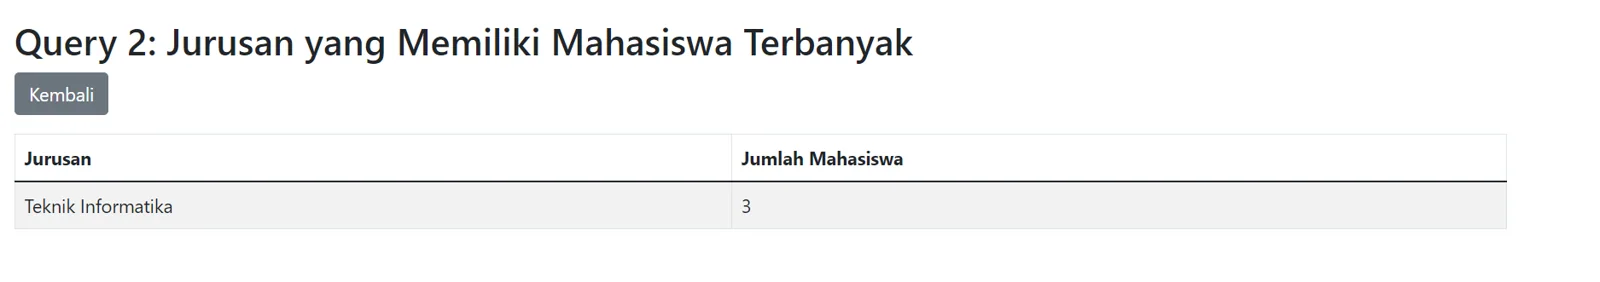 Query 2: Jurusan yang Memiliki Mahasiswa Terbanyak
Kembali
Jurusan Jumlah Mahasiswa
Teknik Informatika 3